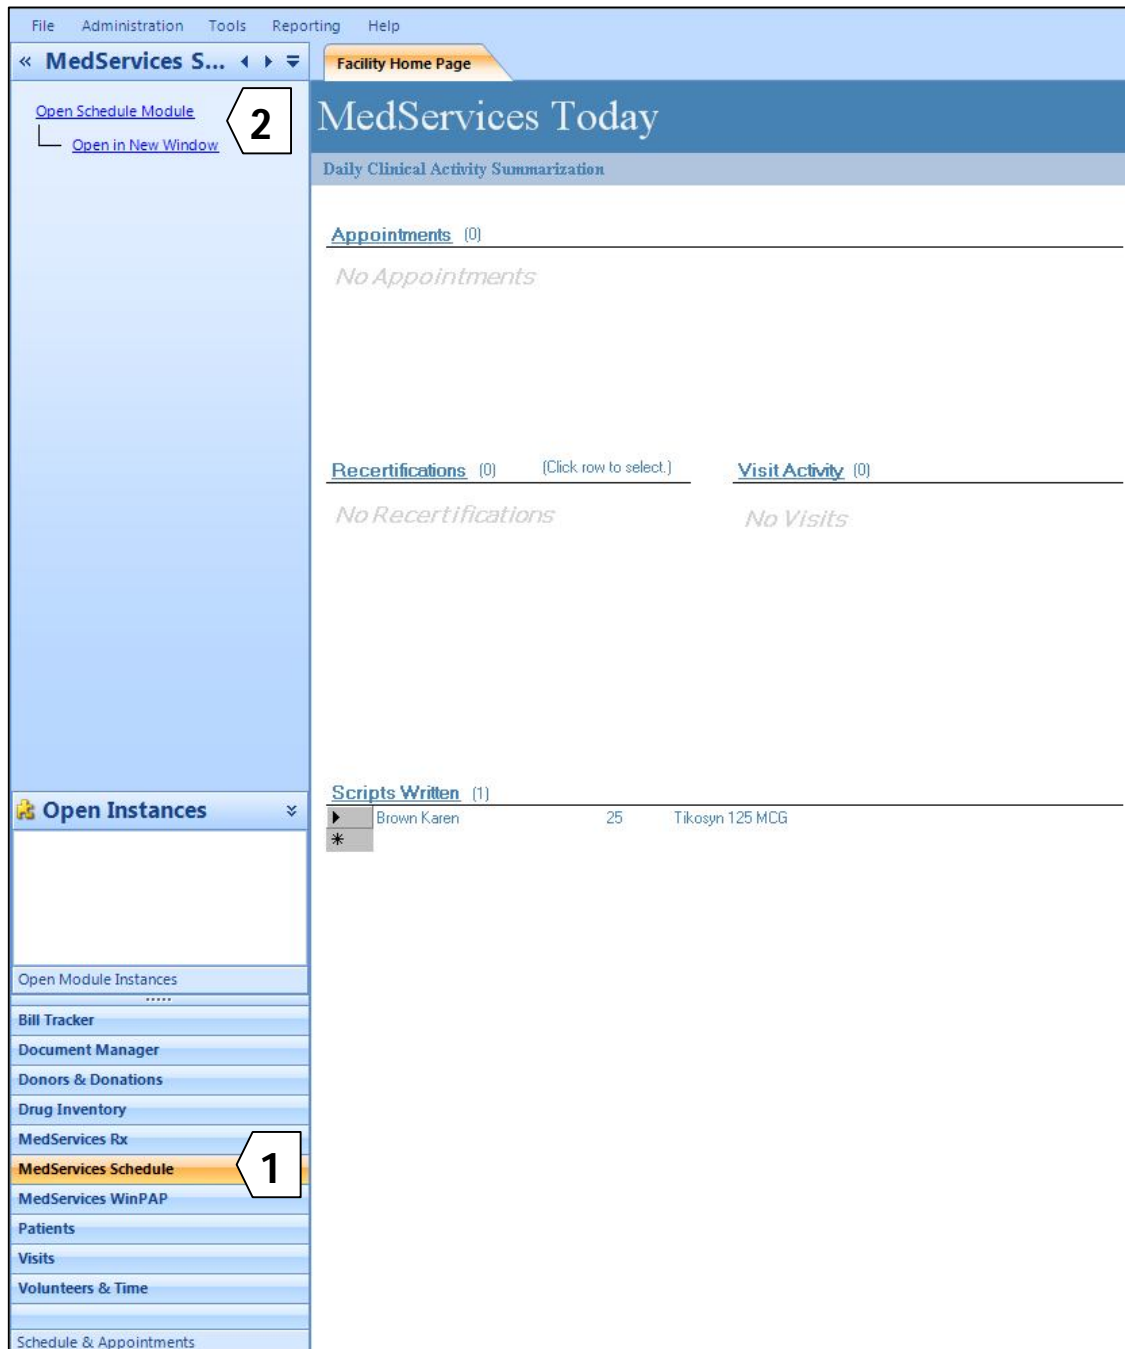 File Administration Tools Reporting Help
« MedServices S...
Facility Home Page
Open Schedule Module
Open in New Window
2
MedServices Today
Daily Clinical Activity Summarization
Appointments (0)
No Appointments
Recertifications (0) (Click row to select.) Visit Activity (0)
No Recertifications No Visits
Open Instances
Scripts Written (1)
Brown Karen 25 Tikosyn 125 MCG
Open Module Instances
Bill Tracker
Document Manager
Donors & Donations
Drug Inventory
MedServices Rx
MedServices Schedule
1
MedServices WinPAP
Patients
Visits
Volunteers & Time
Schedule & Appointments